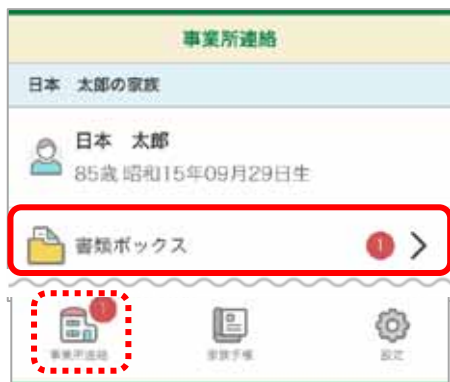 事業所連絡
日本　太郎の家族
日本　太郎
85歳 昭和15年09月29日生
書類ボックス 1
1
事業所連絡 家族手帳 設定